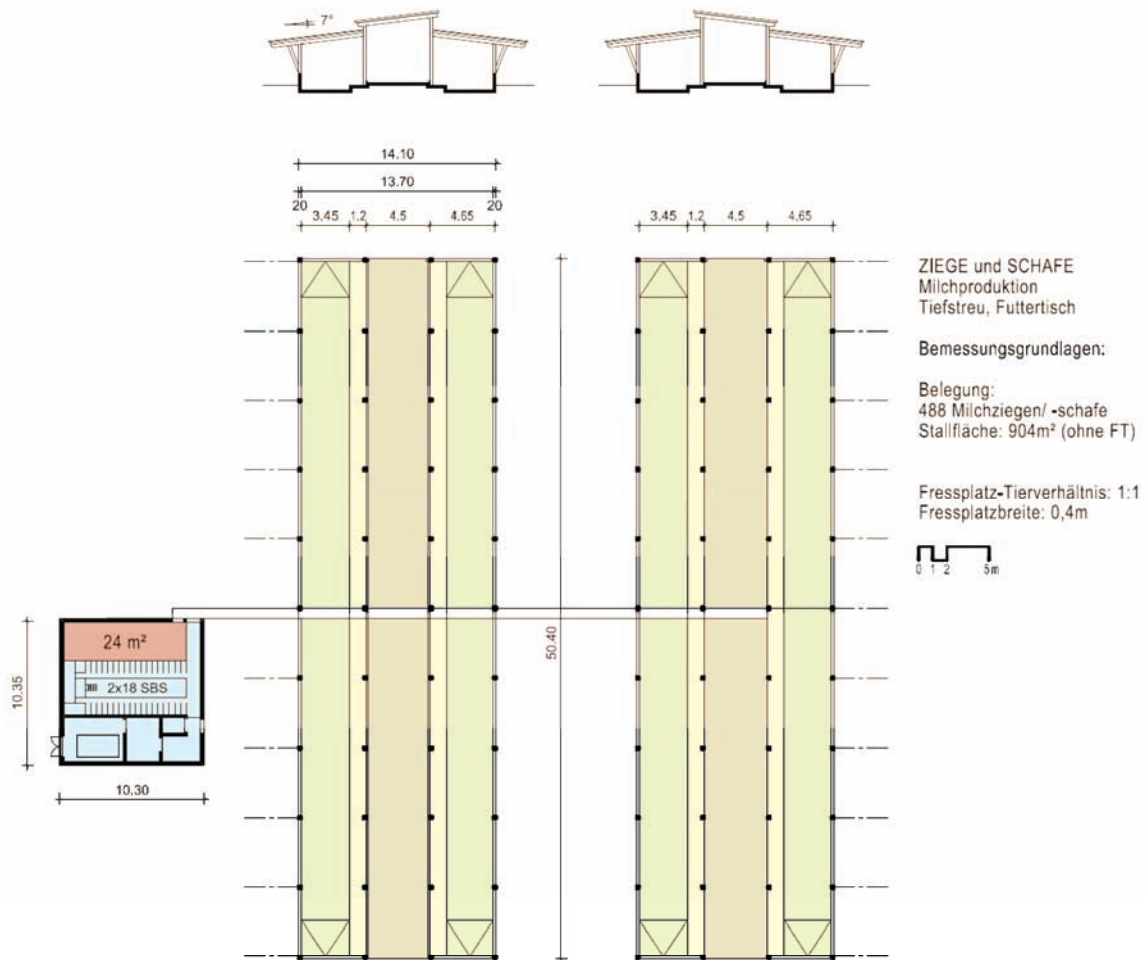 7°
14.10
13.70
20 20
3,45 1,2 4,5 4,65
3,45 1,2 4,5 4,65
ZIEGE und SCHAFE
Milchproduktion
Tiefstreu, Futtertisch
Bemessungsgrundlagen:
Belegung:
488 Milchziegen/ -schafe
Stallfläche: 904m² (ohne FT)
Fressplatz-Tierverhältnis: 1:1
Fressplatzbreite: 0,4m
0 1 2 5m
50.40
24 m²
2x18 SBS
10.35
10.30